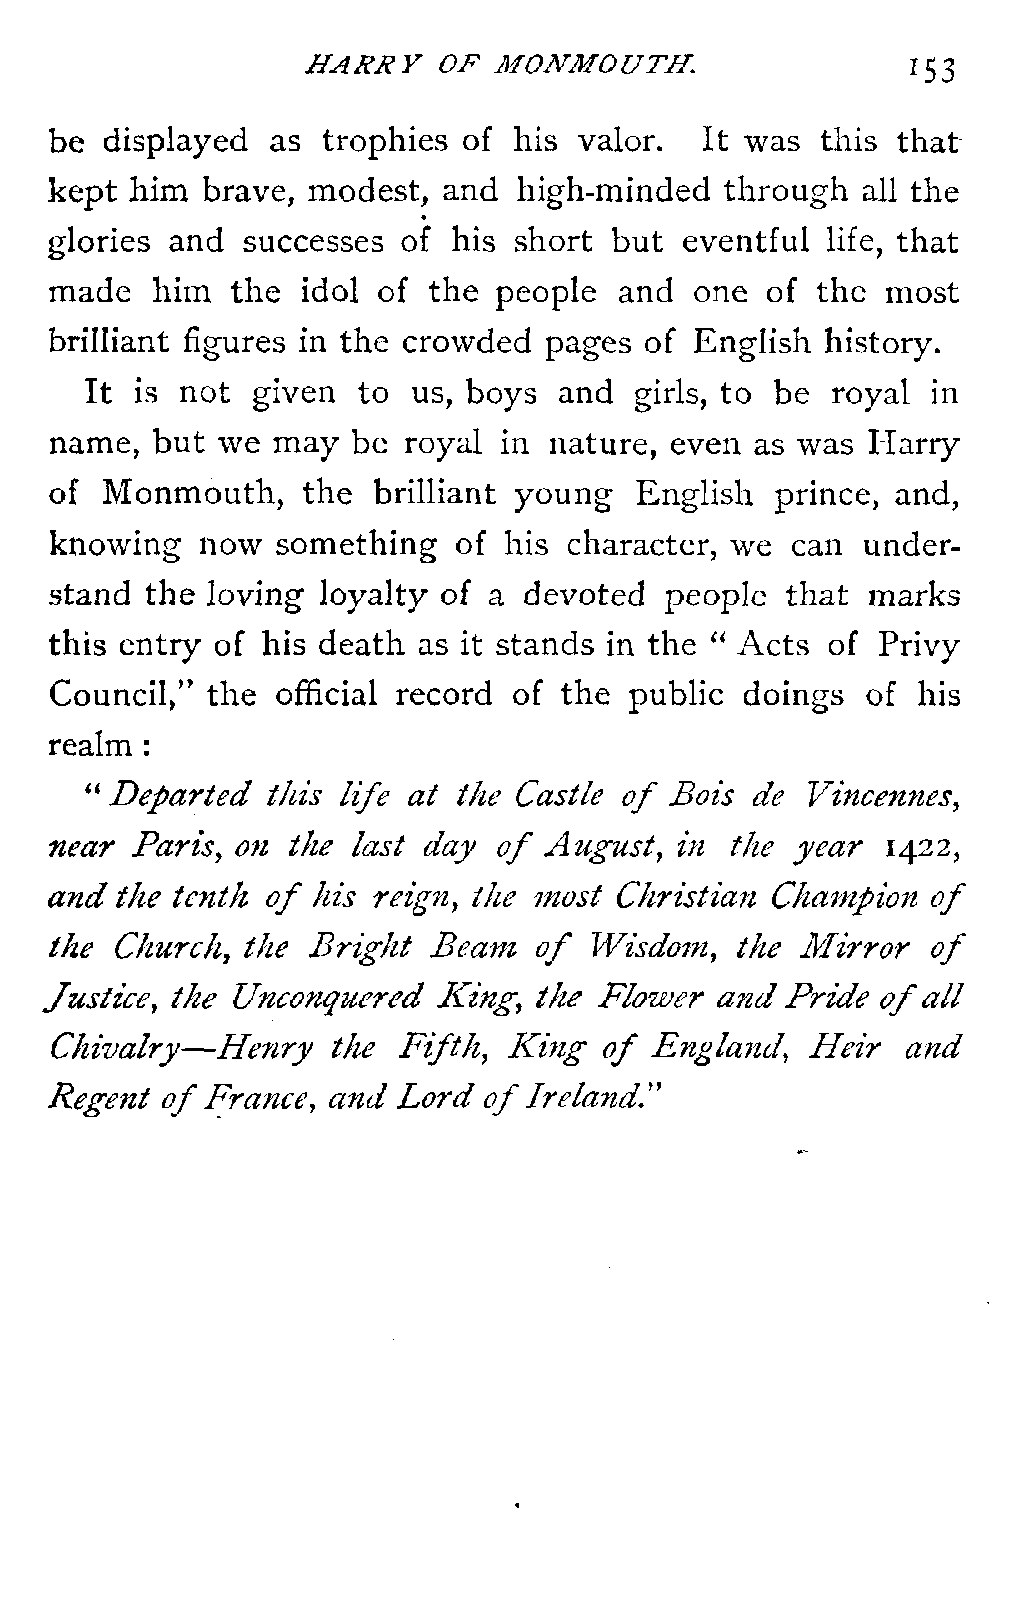 HARRY OF MONMOUTH. 153
be displayed as trophies of his valor. It was this that
kept him brave, modest, and high-minded through all the
glories and successes of his short but eventful life, that
made him the idol of the people and one of the most
brilliant figures in the crowded pages of English history.
It is not given to us, boys and girls, to be royal in
name, but we may be royal in nature, even as was Harry
of Monmouth, the brilliant young English prince, and,
knowing now something of his character, we can under-
stand the loving loyalty of a devoted people that marks
this entry of his death as it stands in the " Acts of Privy
Council," the official record of the public doings of his
realm :
" Departed this life at the Castle of Bois de Vincennes,
near Paris, on the last day of August, in the year 1422,
and the tenth of his reign, the most Christian Champion of
the Church, the Bright Beam of Wisdom, the Mirror of
Justice, the Unconquered King, the Flower and Pride of all
Chivalry—Henry the Fifth, King of England, Heir and
Regent of France, and Lord of Ireland."